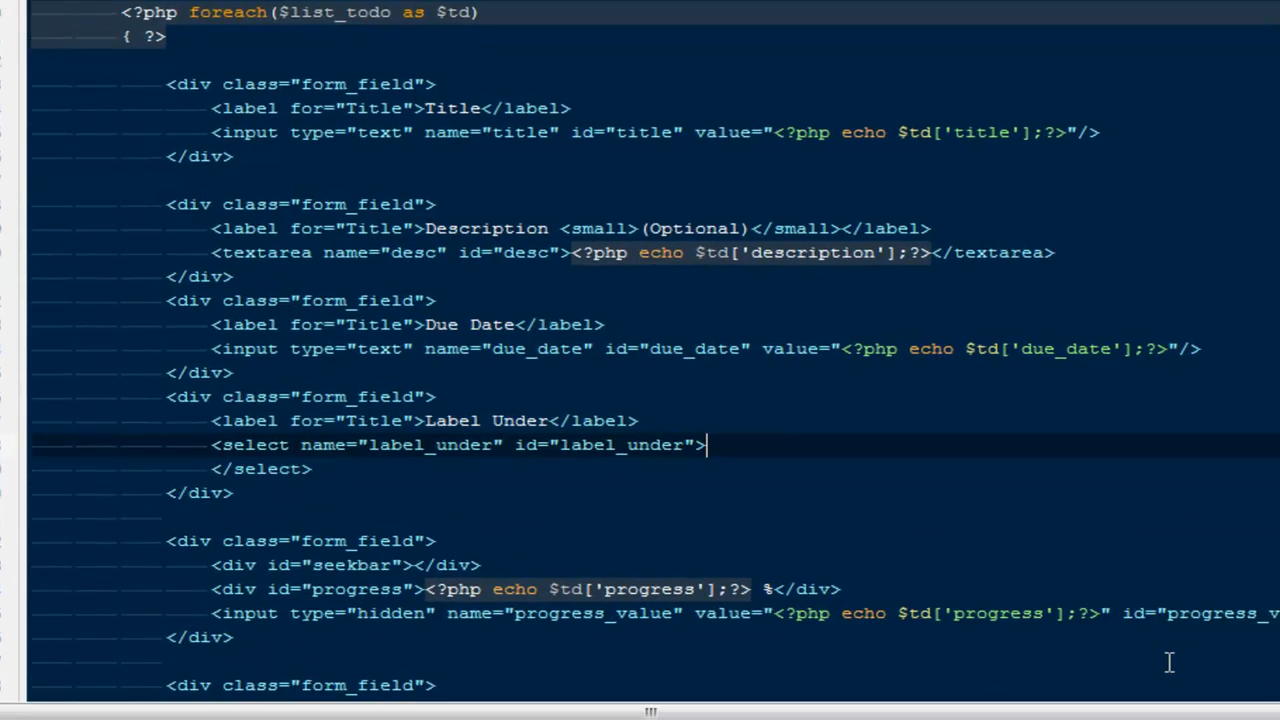 <?php foreach($list_todo as $td)
{ ?>
<div class="form_field">
<label for="Title">Title</label>
<input type="text" name="title" id="title" value="<?php echo $td['title'];?>"/>
</div>
<div class="form_field">
<label for="Title">Description <small>(Optional)</small></label>
<textarea name="desc" id="desc"><?php echo $td['description'];?></textarea>
</div>
<div class="form_field">
<label for="Title">Due Date</label>
<input type="text" name="due_date" id="due_date" value="<?php echo $td['due_date'];?>"/>
</div>
<div class="form_field">
<label for="Title">Label Under</label>
<select name="label_under" id="label_under">
</select>
</div>
<div class="form_field">
<div id="seekbar"></div>
<div id="progress"><?php echo $td['progress'];?> %</div>
<input type="hidden" name="progress_value" value="<?php echo $td['progress'];?>" id="progress_v
</div>
<div class="form_field">